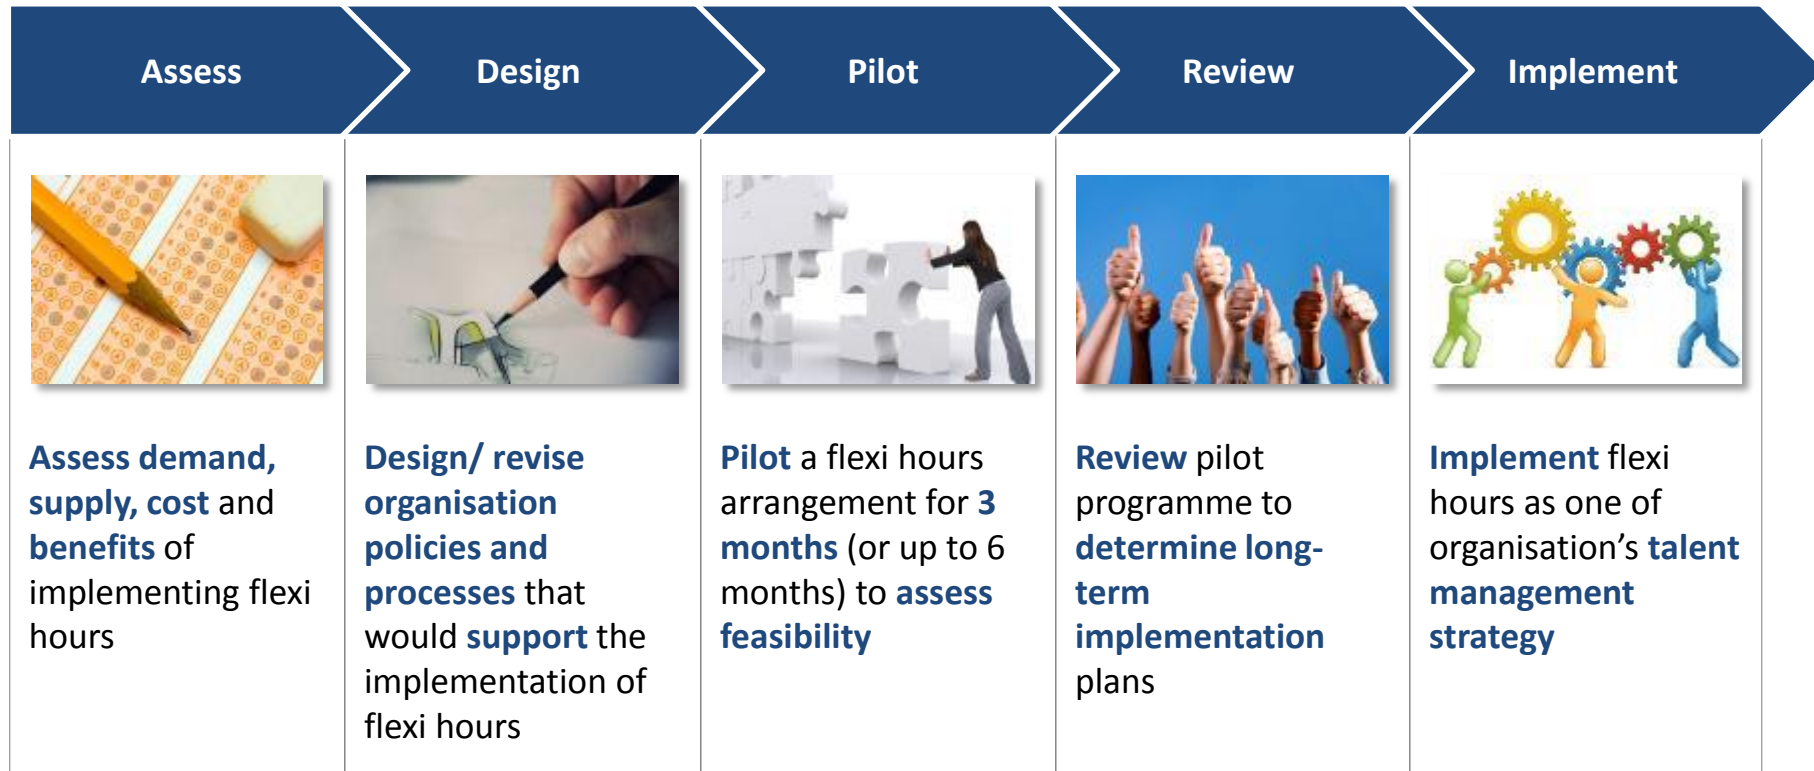 Assess
Design
Pilot
Review
Implement
Assess demand,
supply, cost and
benefits of
implementing flexi
hours
Design/ revise
organisation
policies and
processes that
would support the
implementation of
flexi hours
Pilot a flexi hours
arrangement for 3
months (or up to 6
months) to assess
feasibility
Review pilot
programme to
determine long-
term
implementation
plans
Implement flexi
hours as one of
organisation’s talent
management
strategy